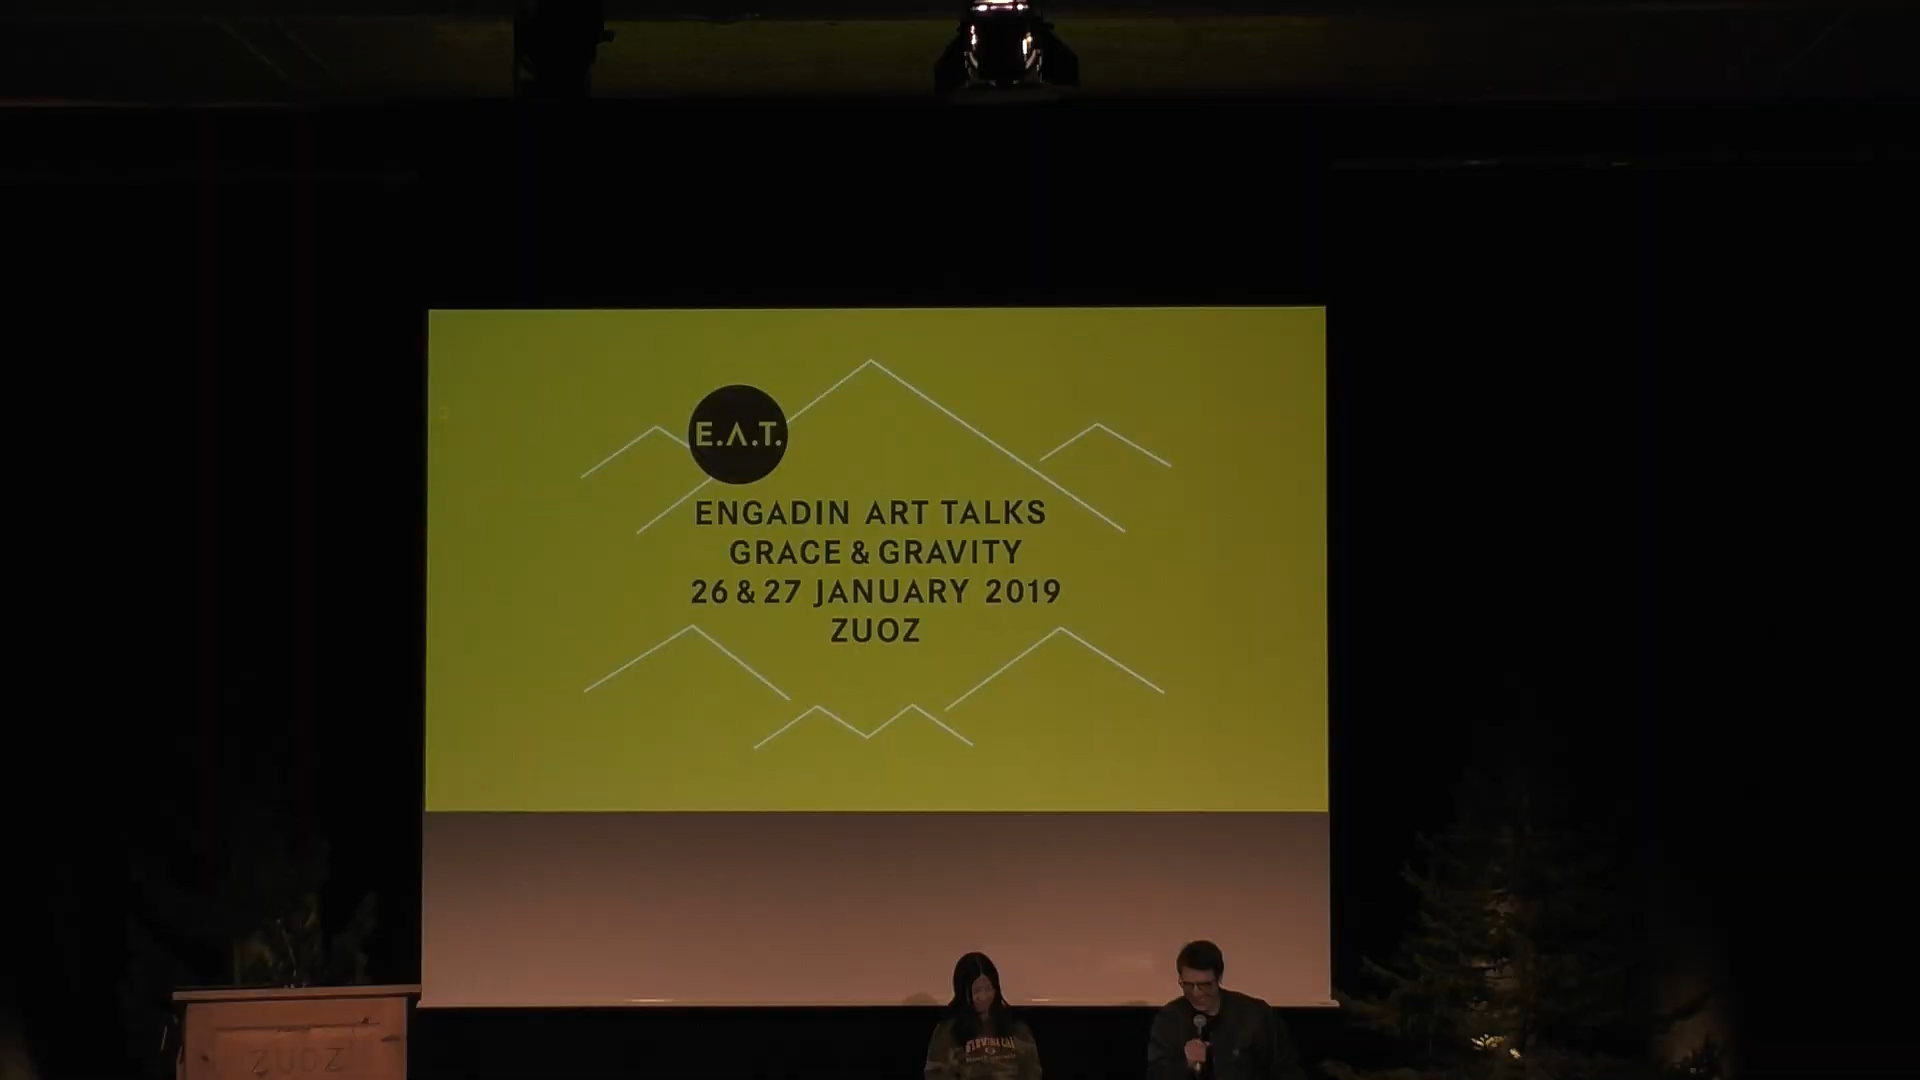 E.A.T.
ENGADIN ART TALKS
GRACE & GRAVITY
26 & 27 JANUARY 2019
ZUOZ
ZUOZ